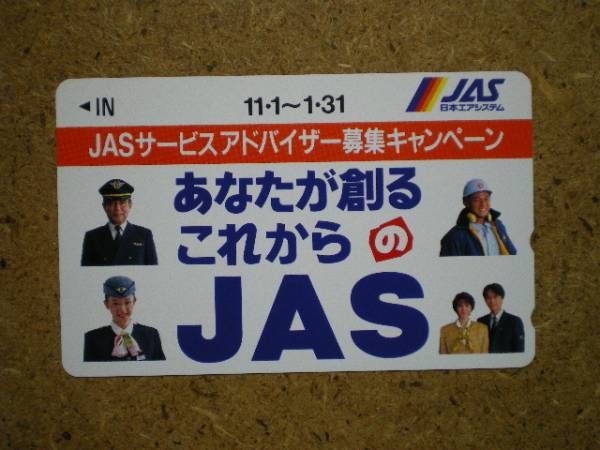 ◀IN
11·1～1·31
JAS
日本エアシステム
JASサービスアドバイザー募集キャンペーン
あなたが創る
これからの
JAS